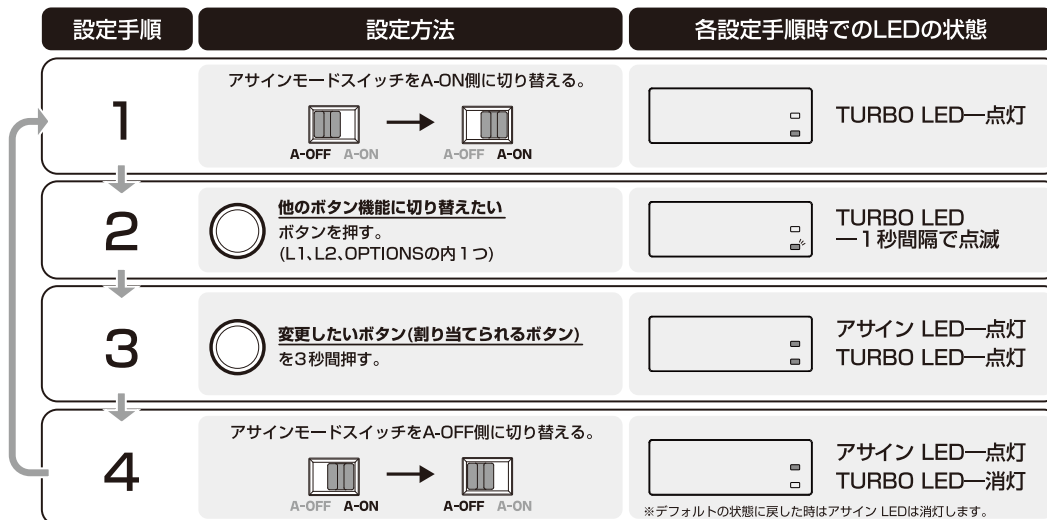 設定手順
設定方法
各設定手順時でのLEDの状態
1
アサインモードスイッチをA-ON側に切り替える。
A-OFF A-ON
A-OFF A-ON
TURBO LED―点灯
2
他のボタン機能に切り替えたい
ボタンを押す。
(L1、L2、OPTIONSの内1つ)
TURBO LED
―1秒間隔で点滅
3
変更したいボタン(割り当てられるボタン)
を3秒間押す。
アサイン LED―点灯
TURBO LED―点灯
4
アサインモードスイッチをA-OFF側に切り替える。
A-OFF A-ON
A-OFF A-ON
アサイン LED―点灯
TURBO LED―消灯
※デフォルトの状態に戻した時はアサイン LEDは消灯します。